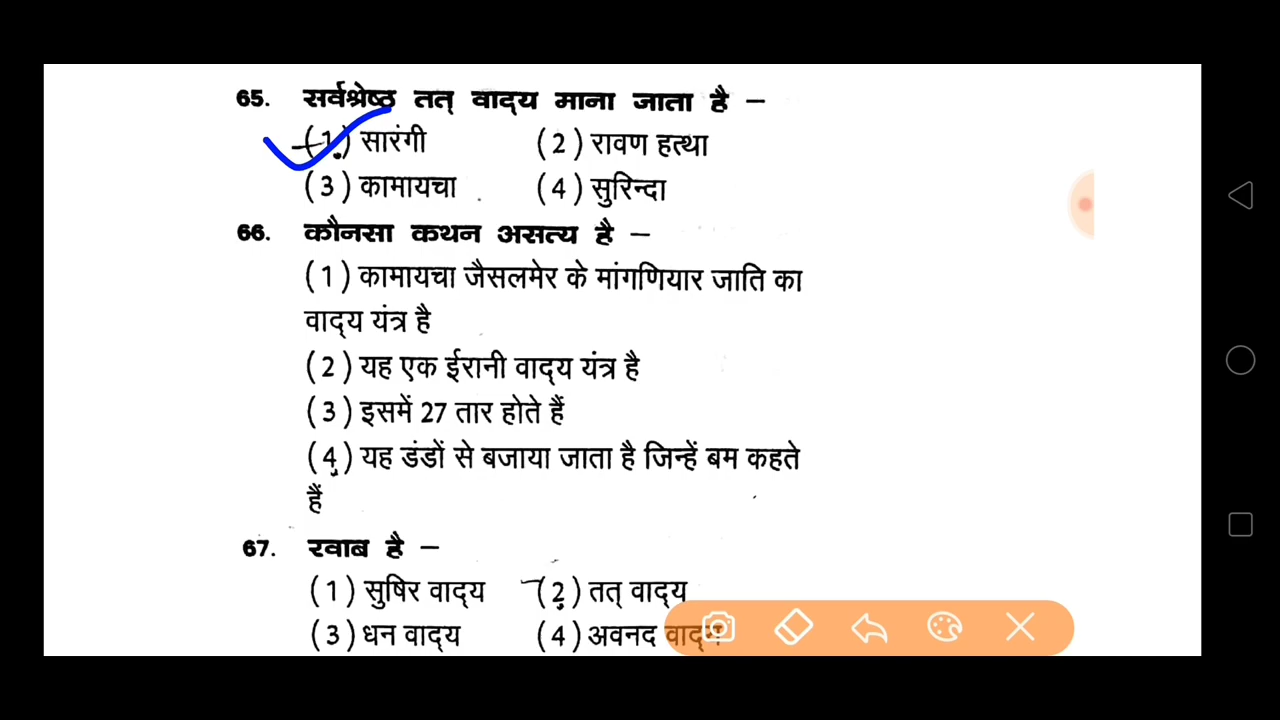 65. सर्वश्रेष्ठ तत् वाद्य माना जाता है –
(1) सारंगी (2) रावण हत्था
(3) कामायचा (4) सुरिन्दा
66. कौनसा कथन असत्य है –
(1) कामायचा जैसलमेर के मांगणियार जाति का
वाद्य यंत्र है
(2) यह एक ईरानी वाद्य यंत्र है
(3) इसमें 27 तार होते हैं
(4) यह डंडों से बजाया जाता है जिन्हें बम कहते
हैं
67. रवाब है –
(1) सुषिर वाद्य (2) तत् वाद्य
(3) धन वाद्य (4) अवनद वाद्य